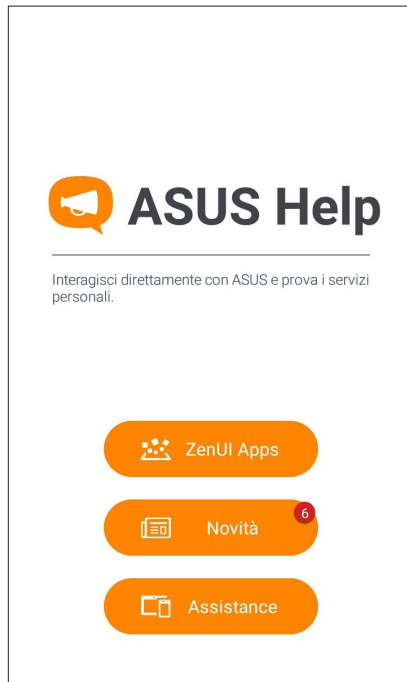 ASUS Help
Interagisci direttamente con ASUS e prova i servizi
personali.
ZenUI Apps
6
Novità
Assistance